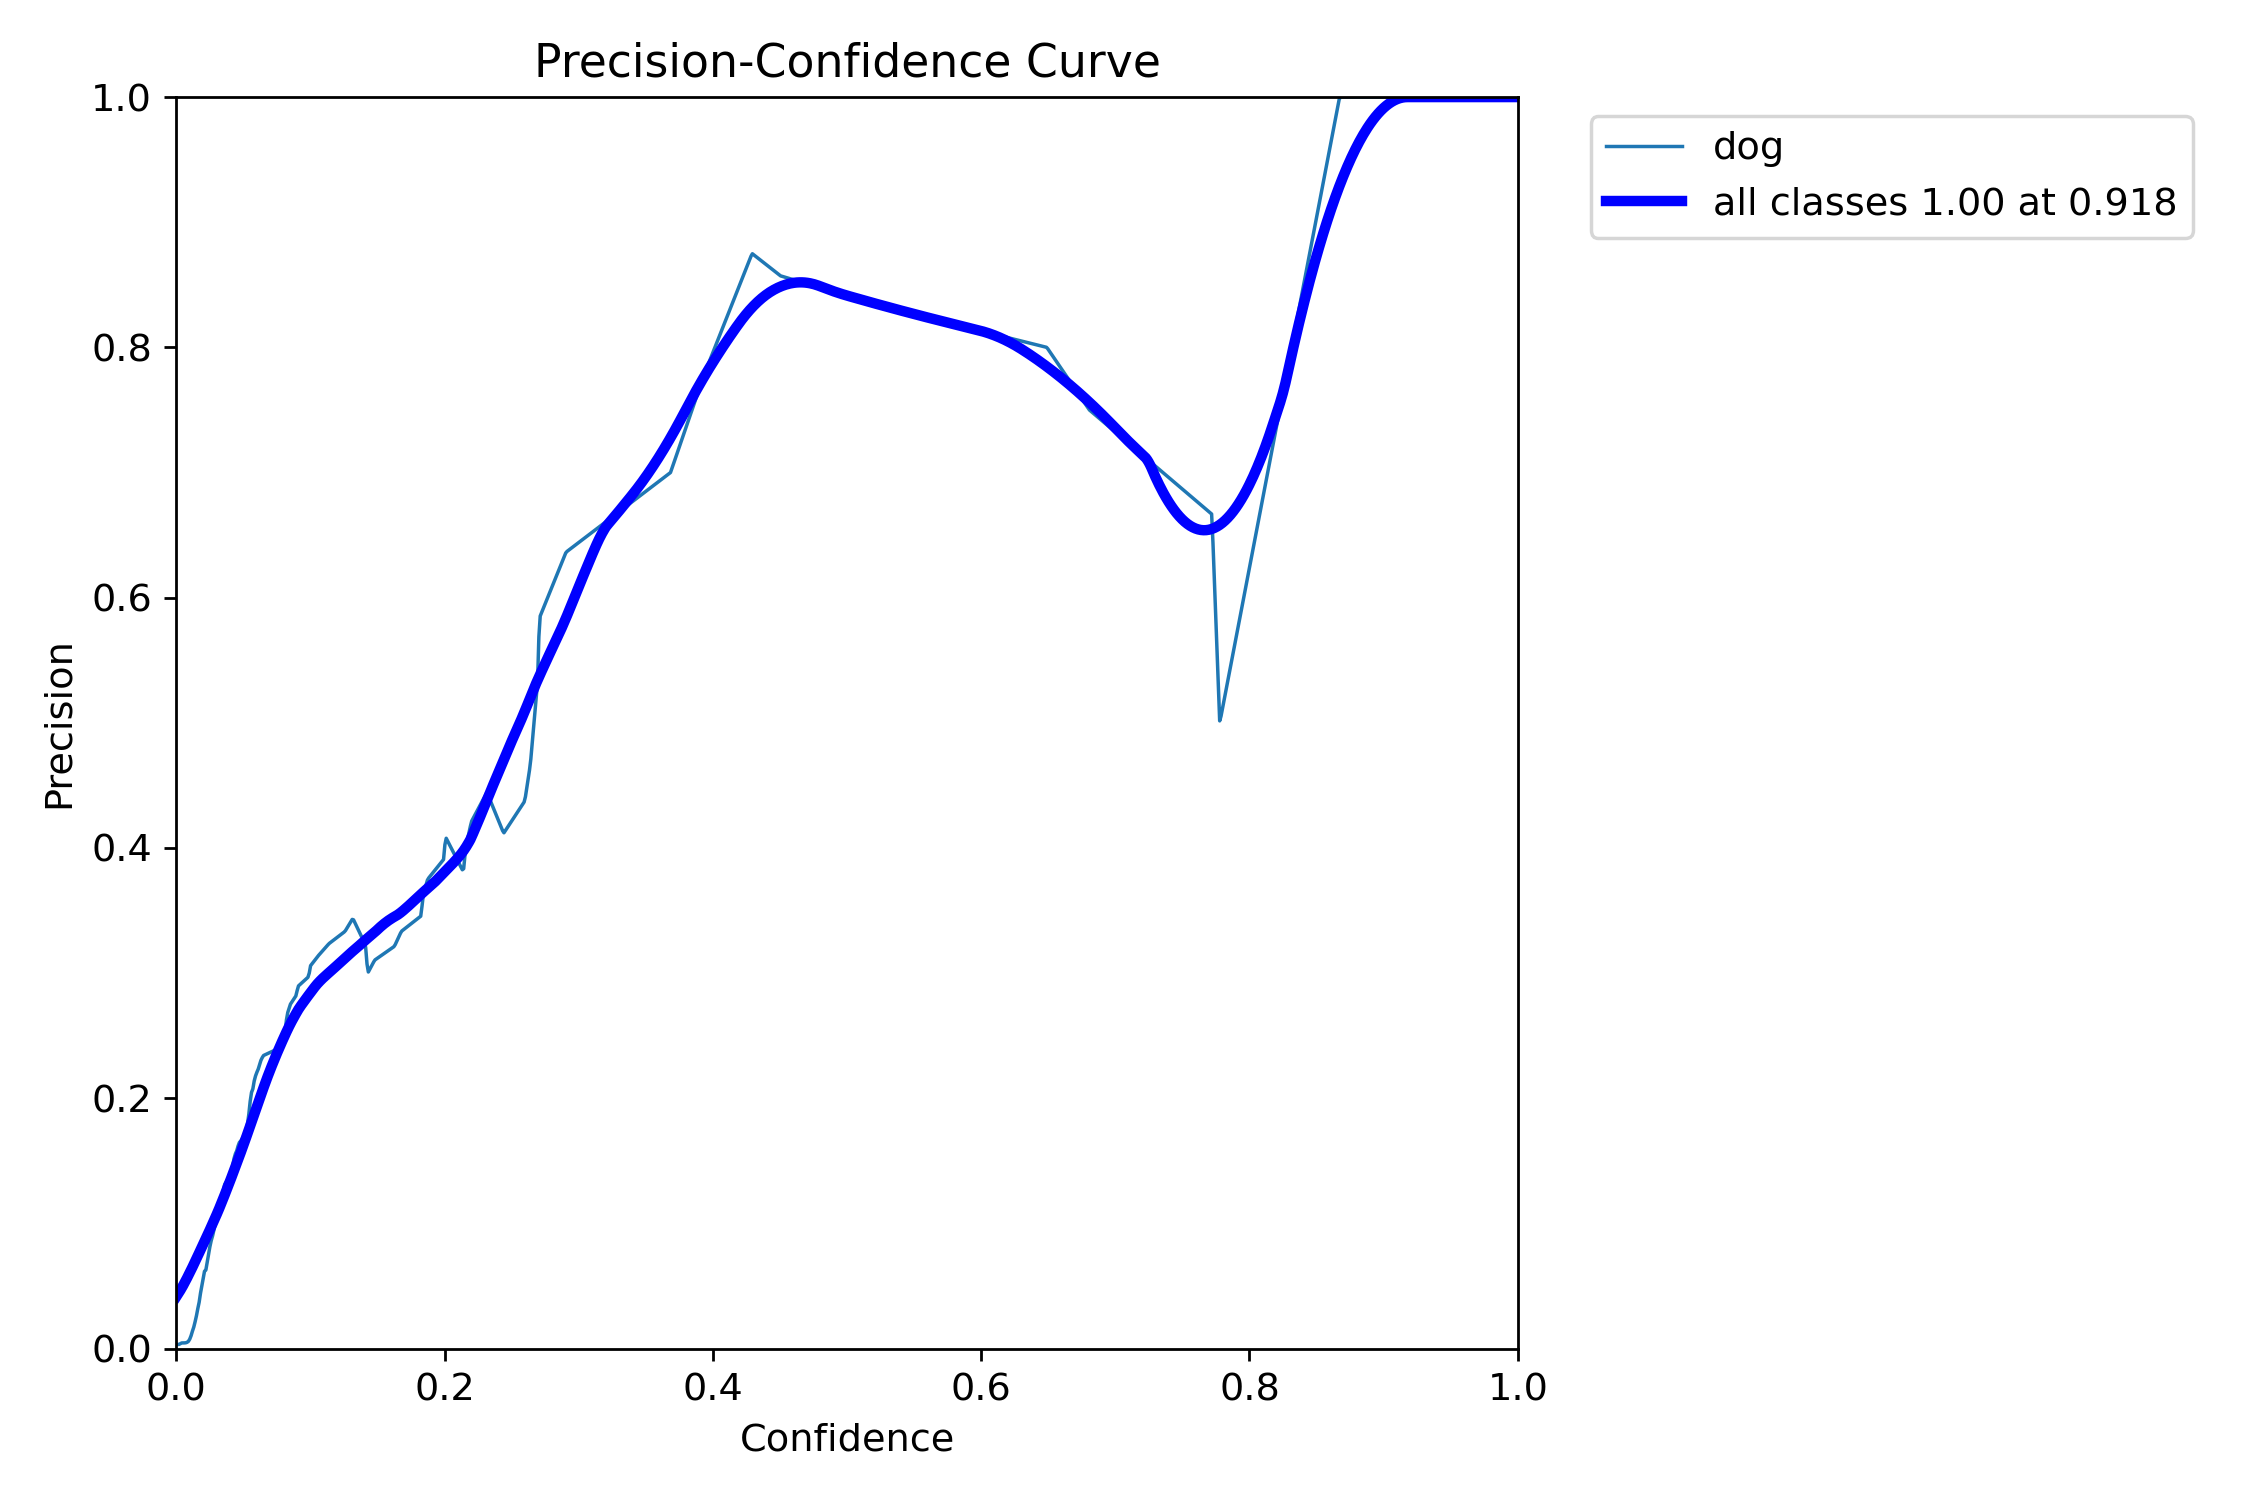 Precision-Confidence Curve
1.0
0.8
0.6
0.4
0.2
0.0
Precision
0.0 0.2 0.4 0.6 0.8 1.0
Confidence
dog
all classes 1.00 at 0.918